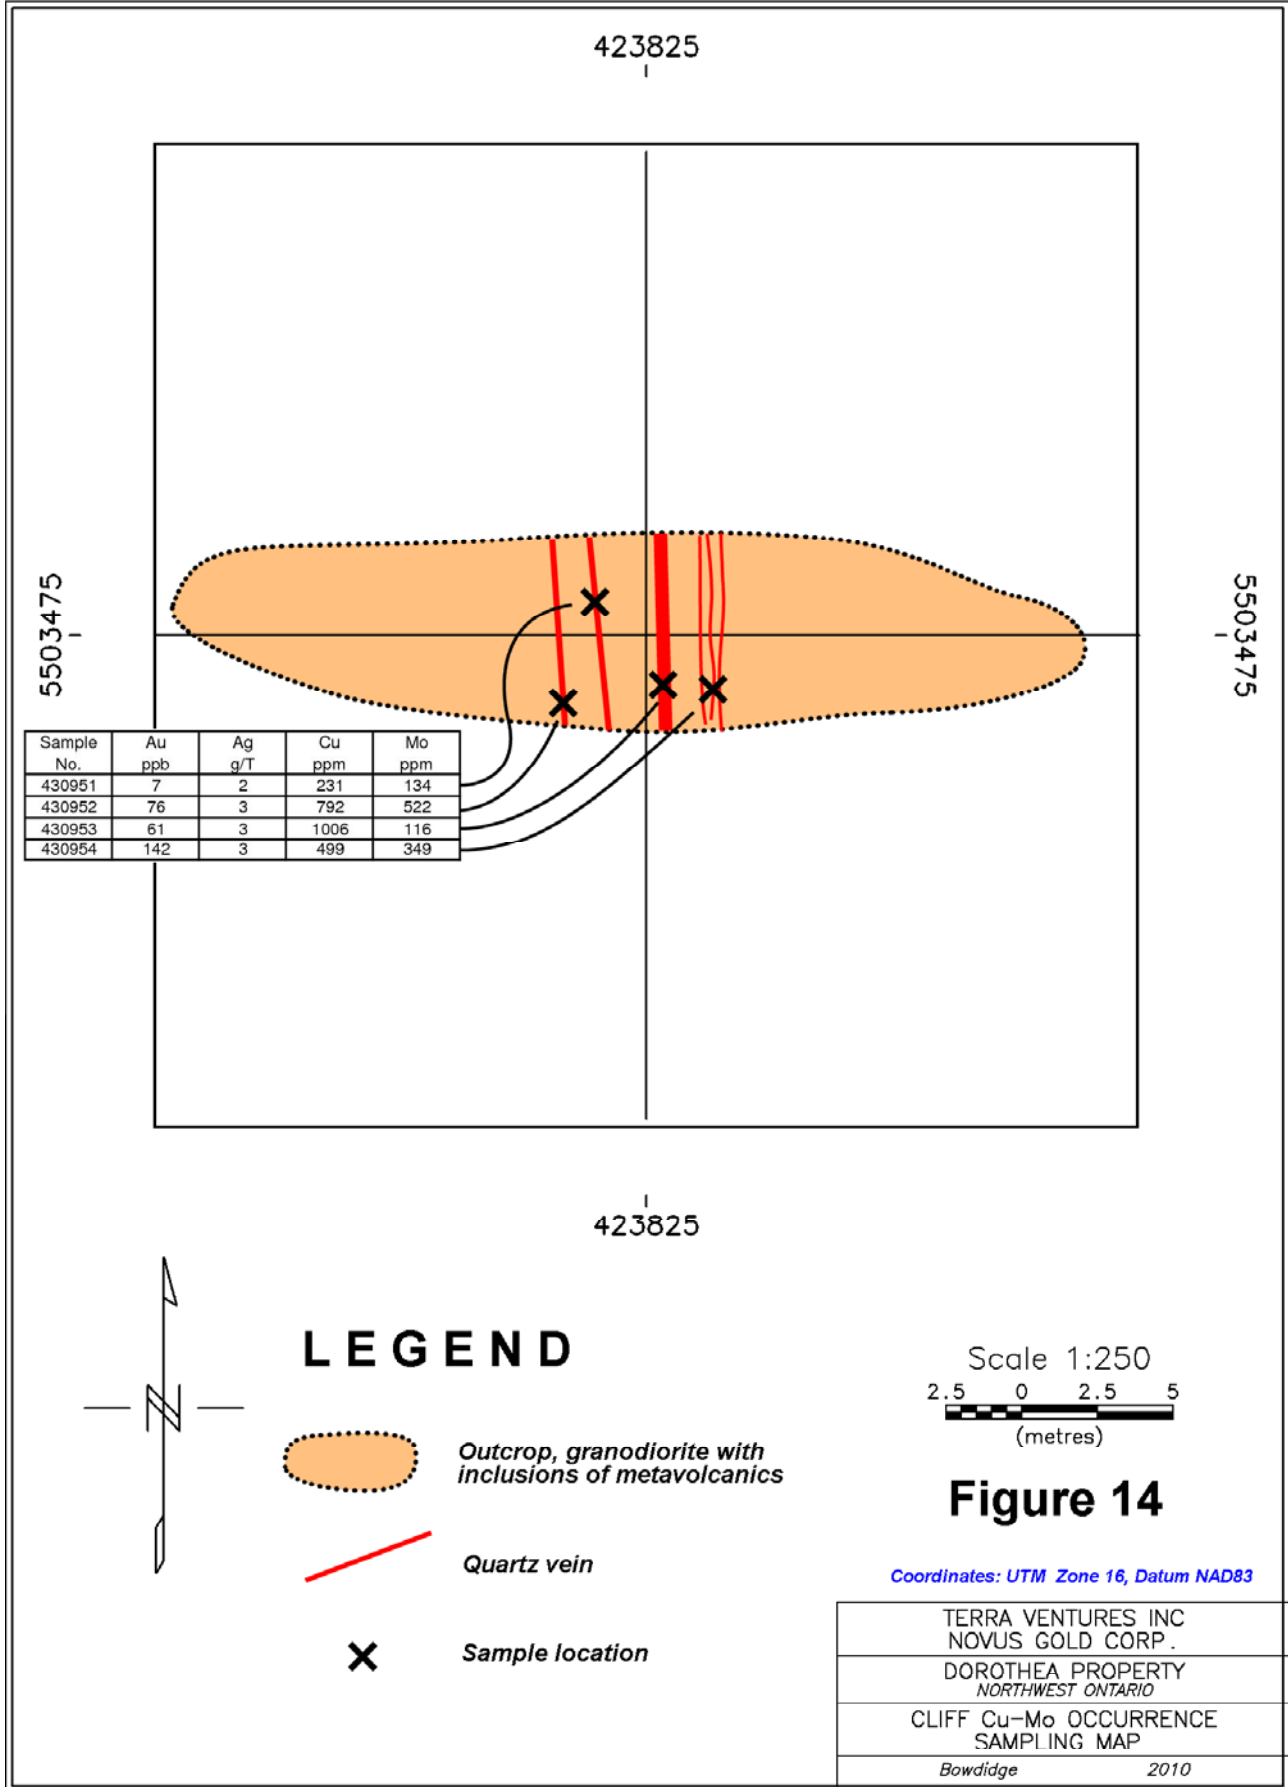 423825
5503475
5503475
Sample No. Au ppb Ag g/T Cu ppm Mo ppm
430951 7 2 231 134
430952 76 3 792 522
430953 61 3 1006 116
430954 142 3 499 349
423825
N
LEGEND
Outcrop, granodiorite with
inclusions of metavolcanics
Quartz vein
Sample location
Scale 1:250
2.5 0 2.5 5
(metres)
Figure 14
Coordinates: UTM Zone 16, Datum NAD83
TERRA VENTURES INC
NOVUS GOLD CORP.
DOROTHEA PROPERTY
NORTHWEST ONTARIO
CLIFF Cu-Mo OCCURRENCE
SAMPLING MAP
Bowdidge 2010